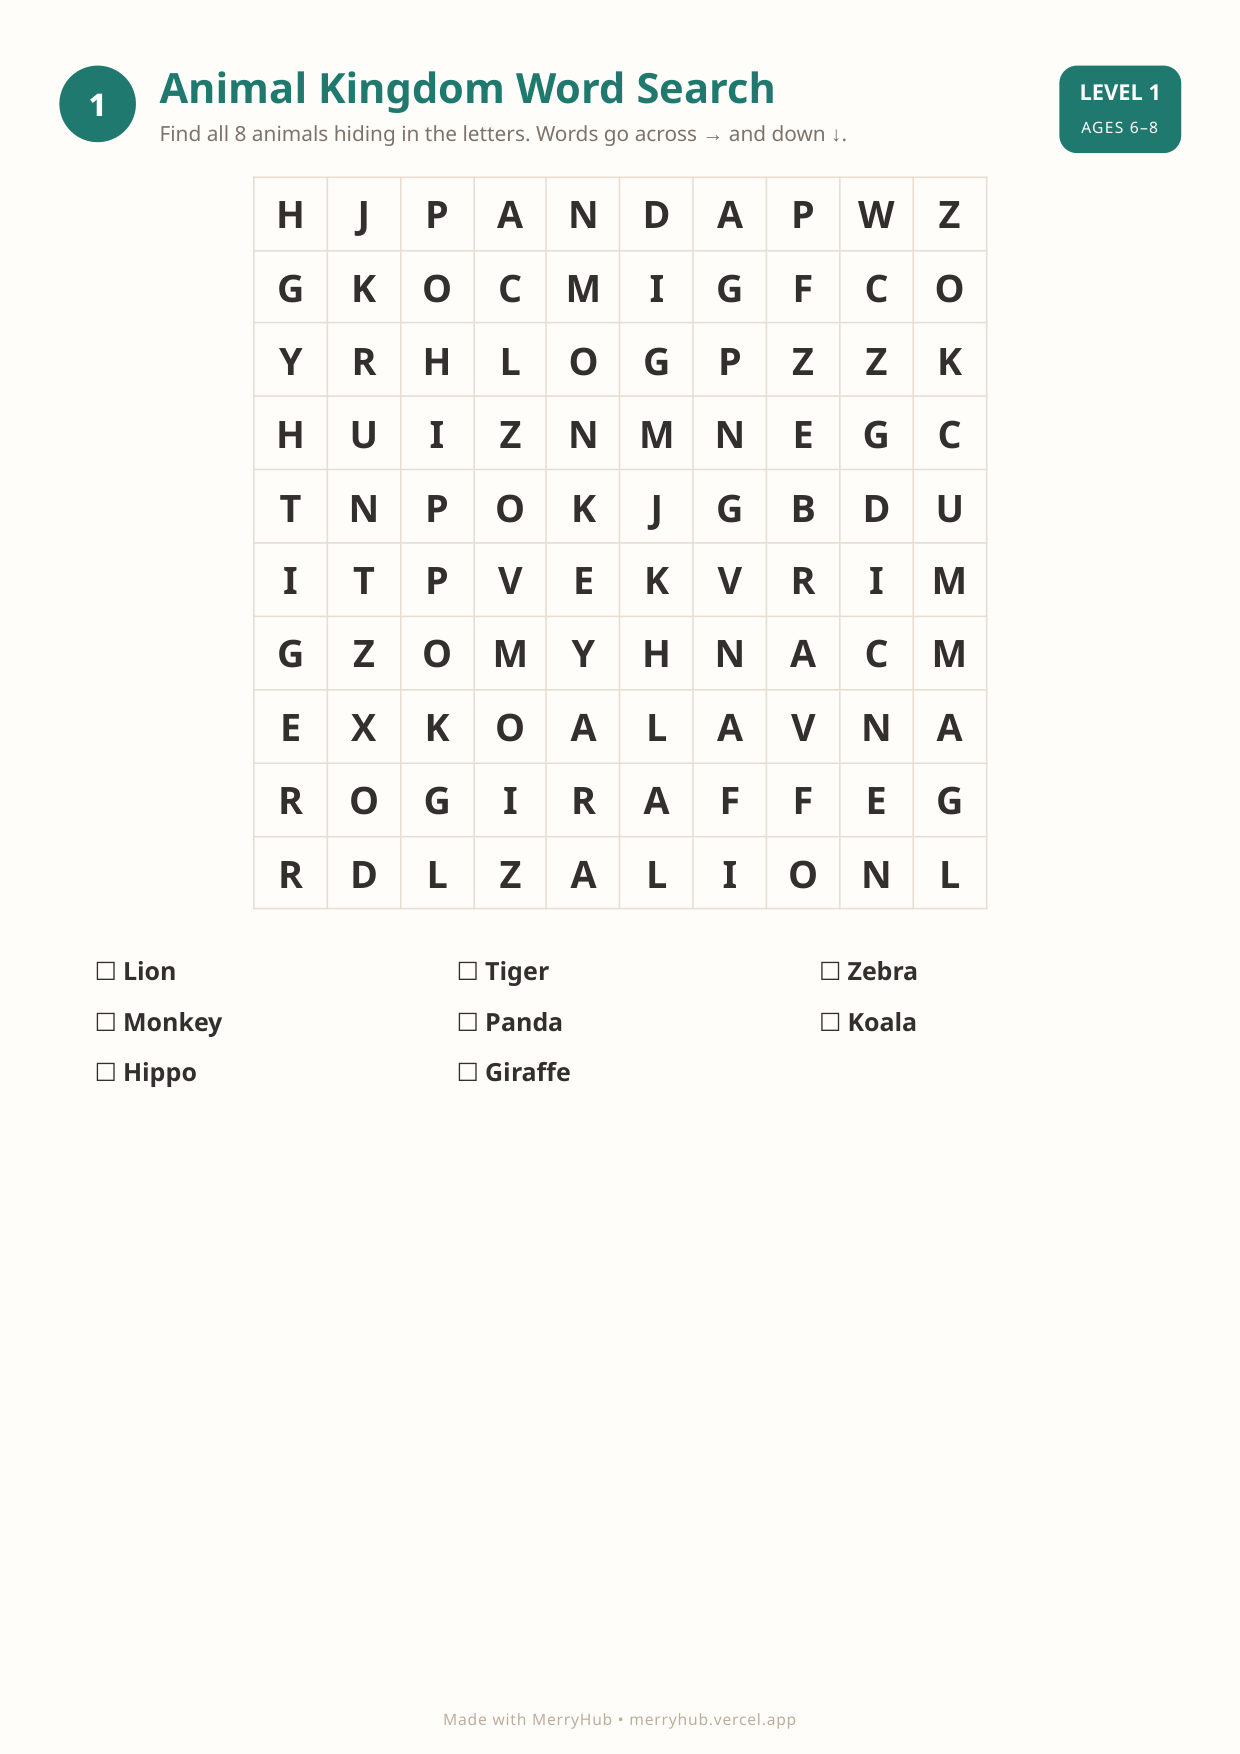 1
Animal Kingdom Word Search
Find all 8 animals hiding in the letters. Words go across → and down ↓.
LEVEL 1
AGES 6–8
H J P A N D A P W Z
G K O C M I G F C O
Y R H L O G P Z Z K
H U I Z N M N E G C
T N P O K J G B D U
I T P V E K V R I M
G Z O M Y H N A C M
E X K O A L A V N A
R O G I R A F F E G
R D L Z A L I O N L
☐ Lion ☐ Tiger ☐ Zebra
☐ Monkey ☐ Panda ☐ Koala
☐ Hippo ☐ Giraffe
Made with MerryHub • merryhub.vercel.app